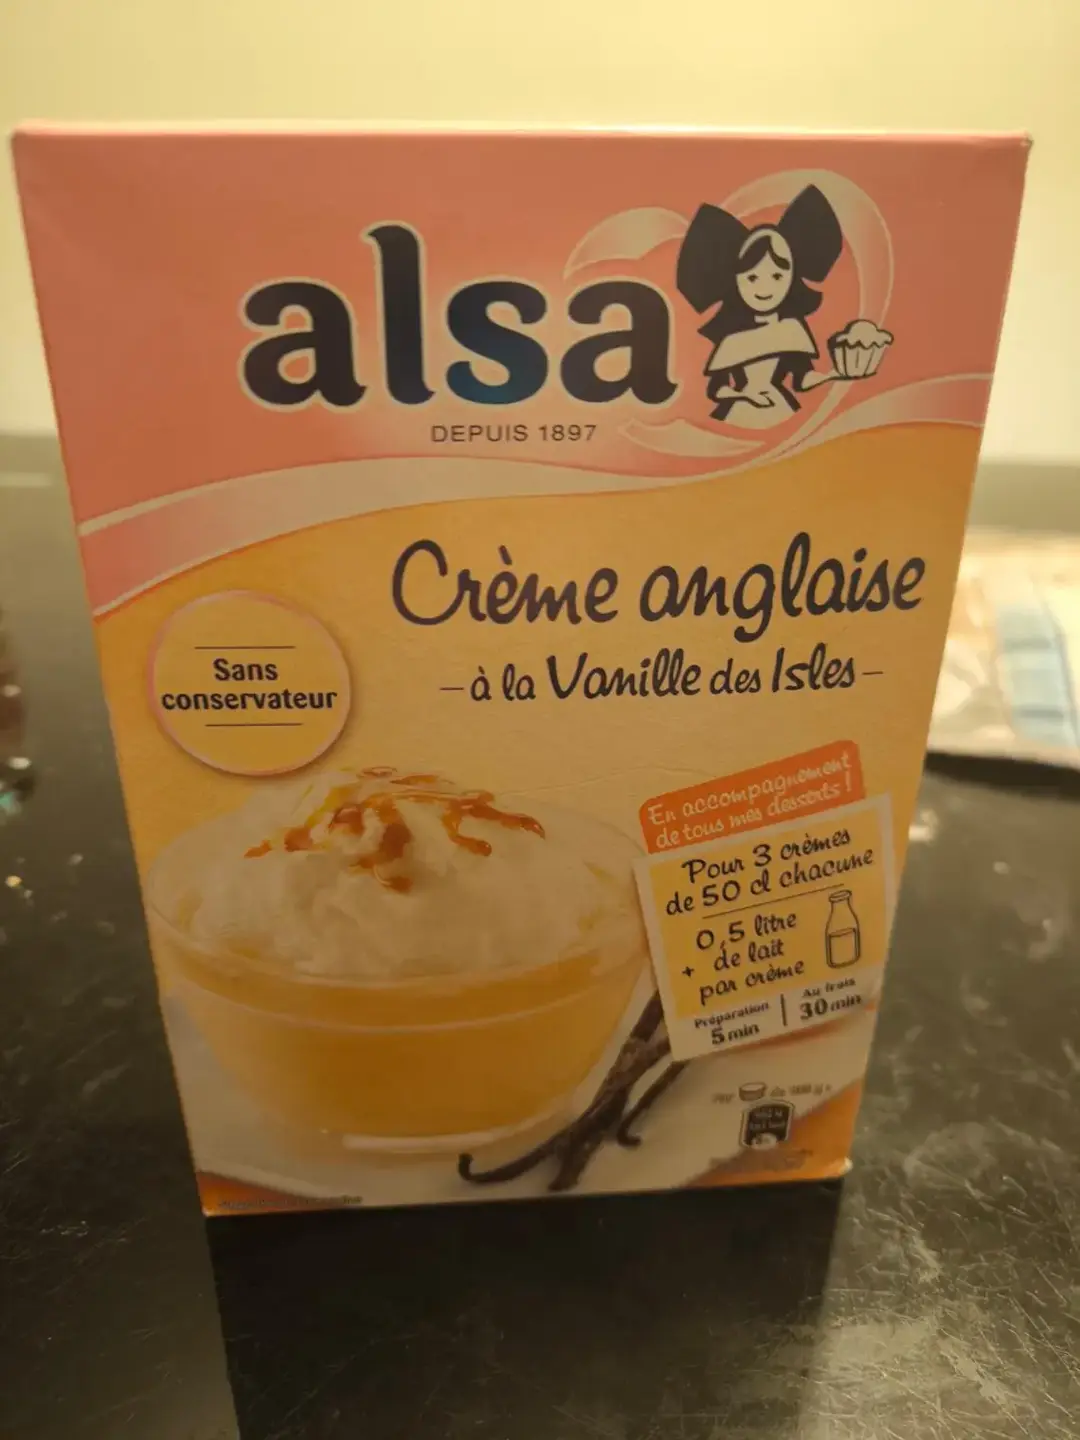 alsa
DEPUIS 1897
Crème anglaise
–à la Vanille des Isles–
Sans
conservateur
En accompagnement
de tous mes desserts !
Pour 3 crèmes
de 50 cl chacune
0,5 litre
+ de lait
par crème
Préparation
5 min
Au frais
30 min